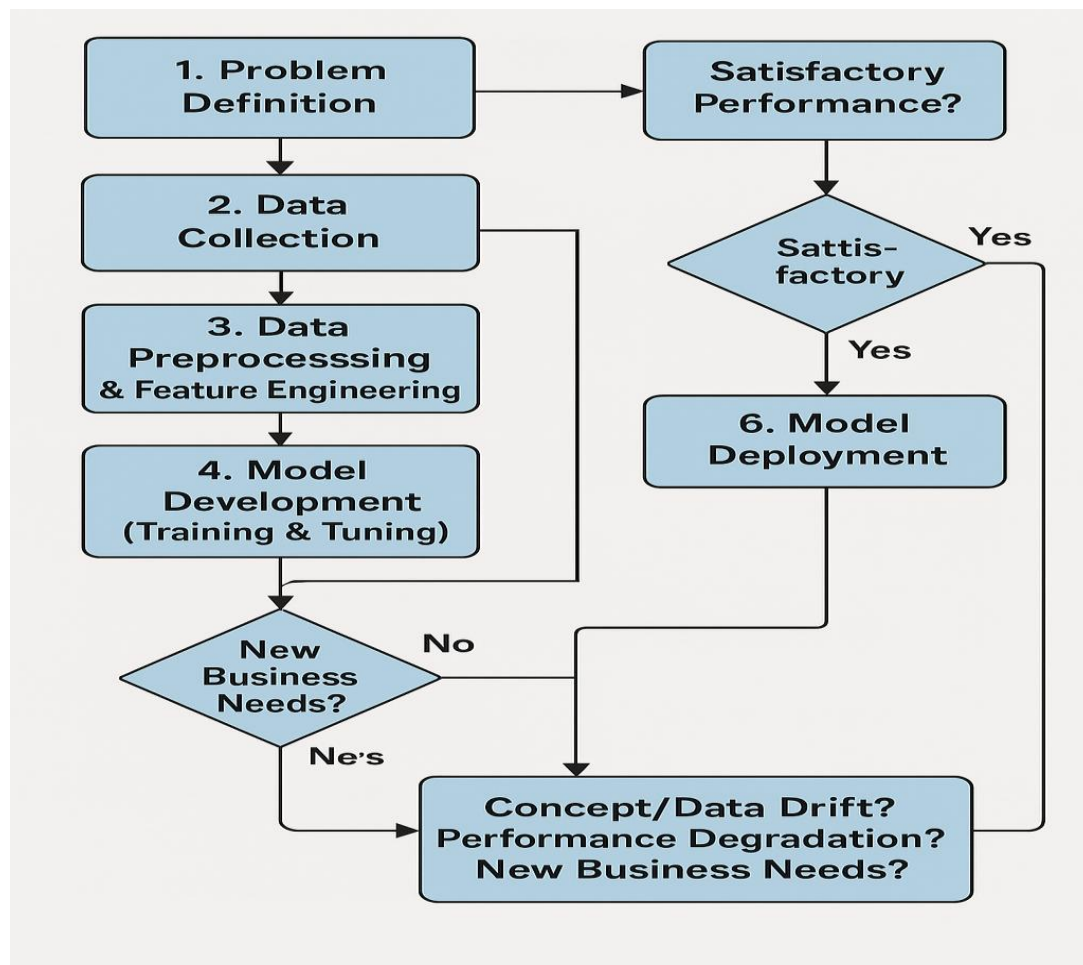 1. Problem
Definition
2. Data
Collection
3. Data
Preprocesssing
& Feature Engineering
4. Model
Development
(Training & Tuning)
New
Business
Needs?
No
Ne's
Satisfactory
Performance?
Sattis-
factory
Yes
Yes
6. Model
Deployment
Concept/Data Drift?
Performance Degradation?
New Business Needs?